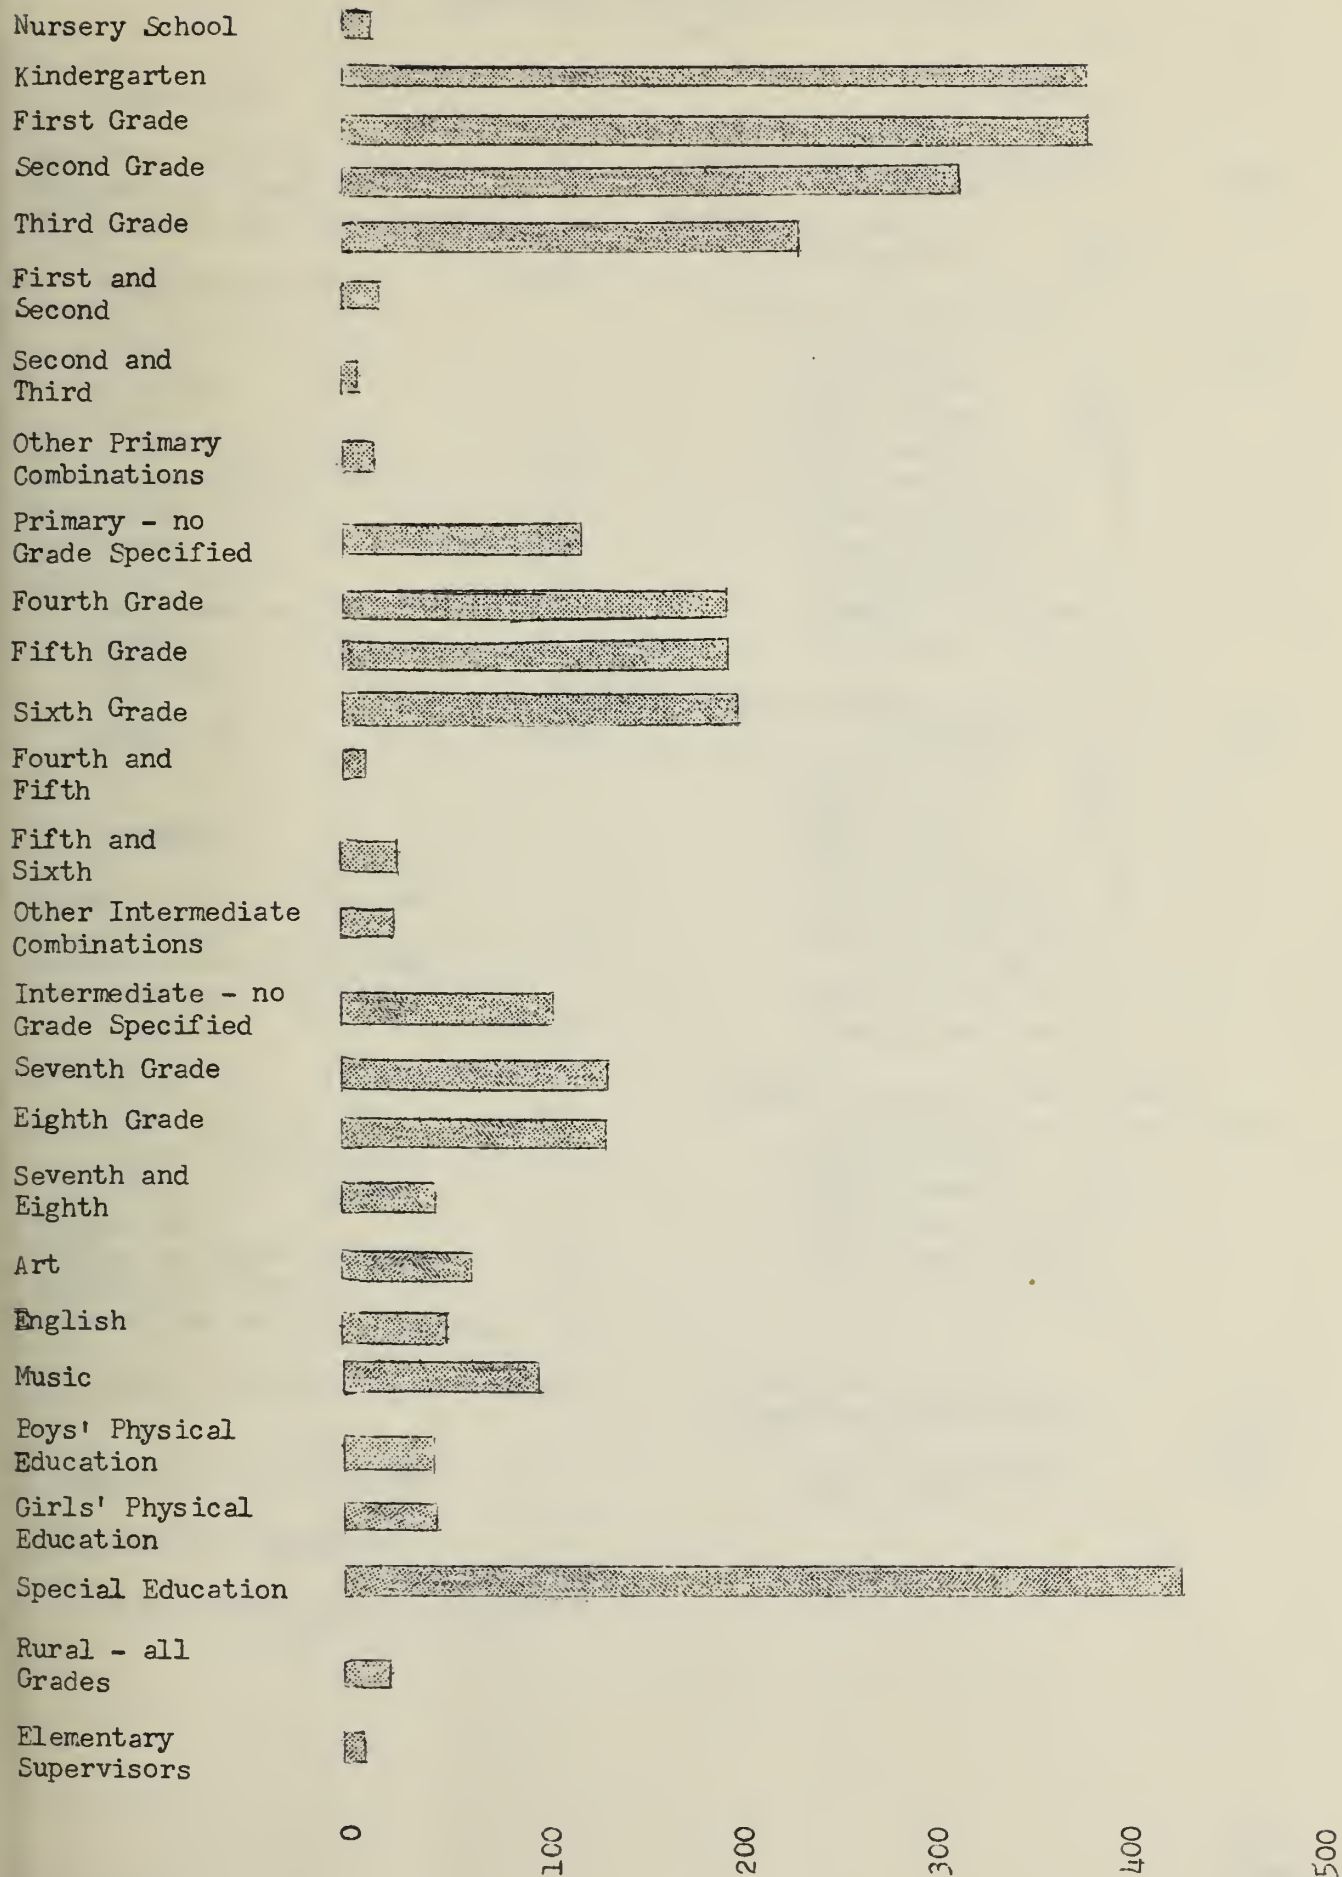 Nursery School
Kindergarten
First Grade
Second Grade
Third Grade
First and
Second
Second and
Third
Other Primary
Combinations
Primary - no
Grade Specified
Fourth Grade
Fifth Grade
Sixth Grade
Fourth and
Fifth
Fifth and
Sixth
Other Intermediate
Combinations
Intermediate - no
Grade Specified
Seventh Grade
Eighth Grade
Seventh and
Eighth
Art
English
Music
Boys' Physical
Education
Girls' Physical
Education
Special Education
Rural - all
Grades
Elementary
Supervisors
0
100
200
300
400
500